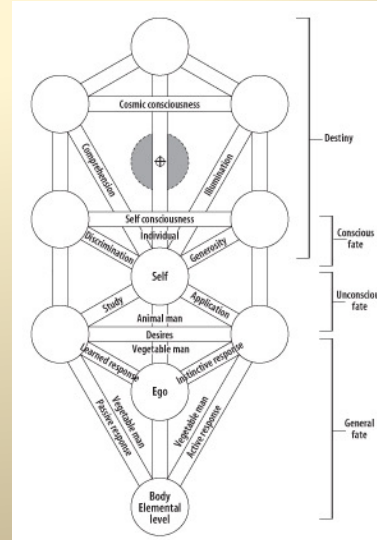 Cosmic consciousness
Destiny
Comprehension
Illumination
Self consciousness
Individual
Discrimination
Generosity
Conscious
fate
Self
Study
Application
Unconscious
fate
Animal man
Desires
Vegetable man
Learned response
Instinctive response
Ego
General
fate
Vegetable man
Passive response
Vegetable man
Active response
Body
Elemental
level